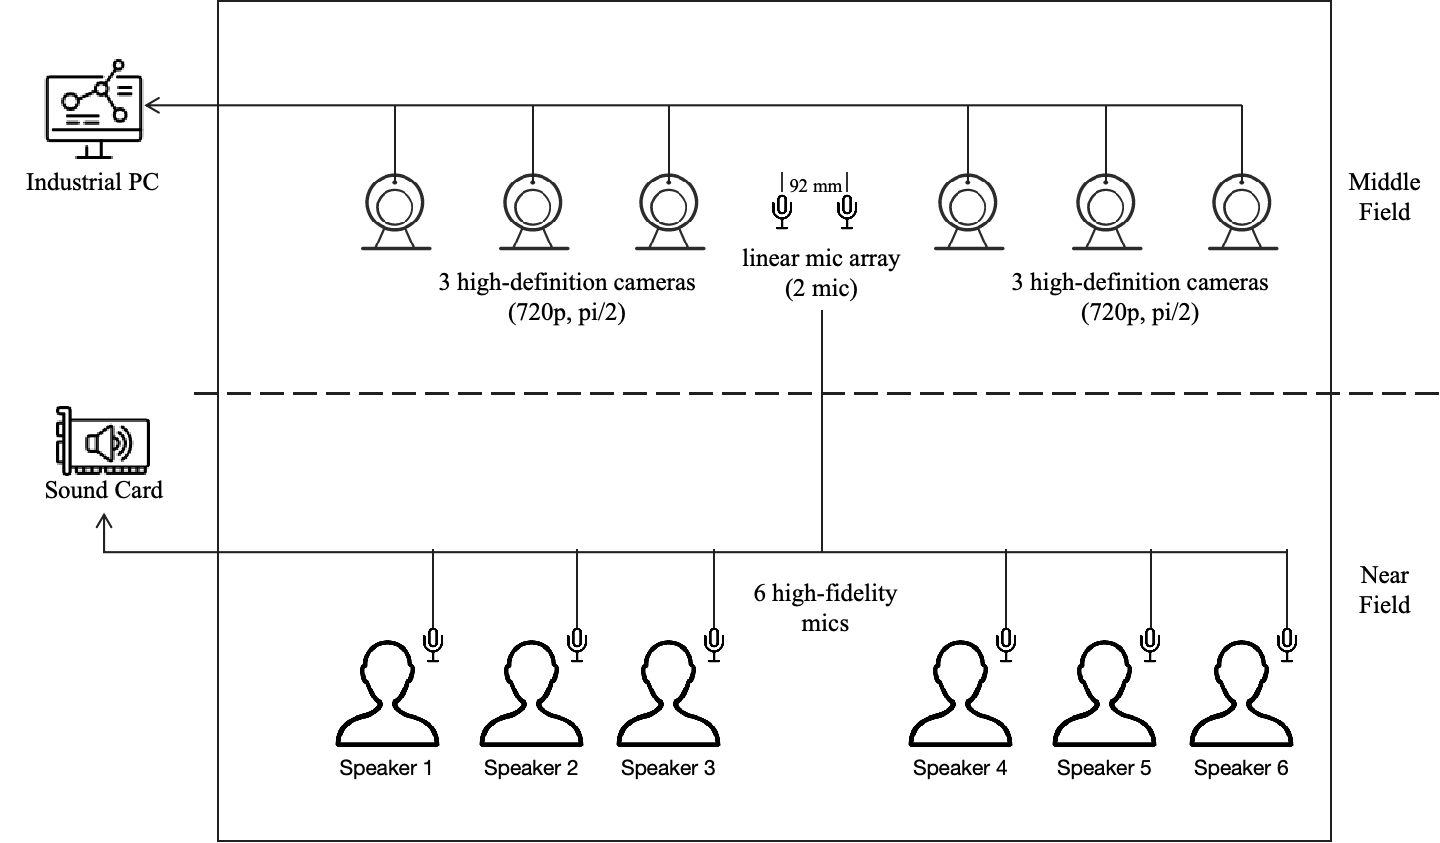 Industrial PC
92 mm
linear mic array
(2 mic)
3 high-definition cameras
(720p, pi/2)
3 high-definition cameras
(720p, pi/2)
Middle
Field
Sound Card
6 high-fidelity
mics
Near
Field
Speaker 1
Speaker 2
Speaker 3
Speaker 4
Speaker 5
Speaker 6